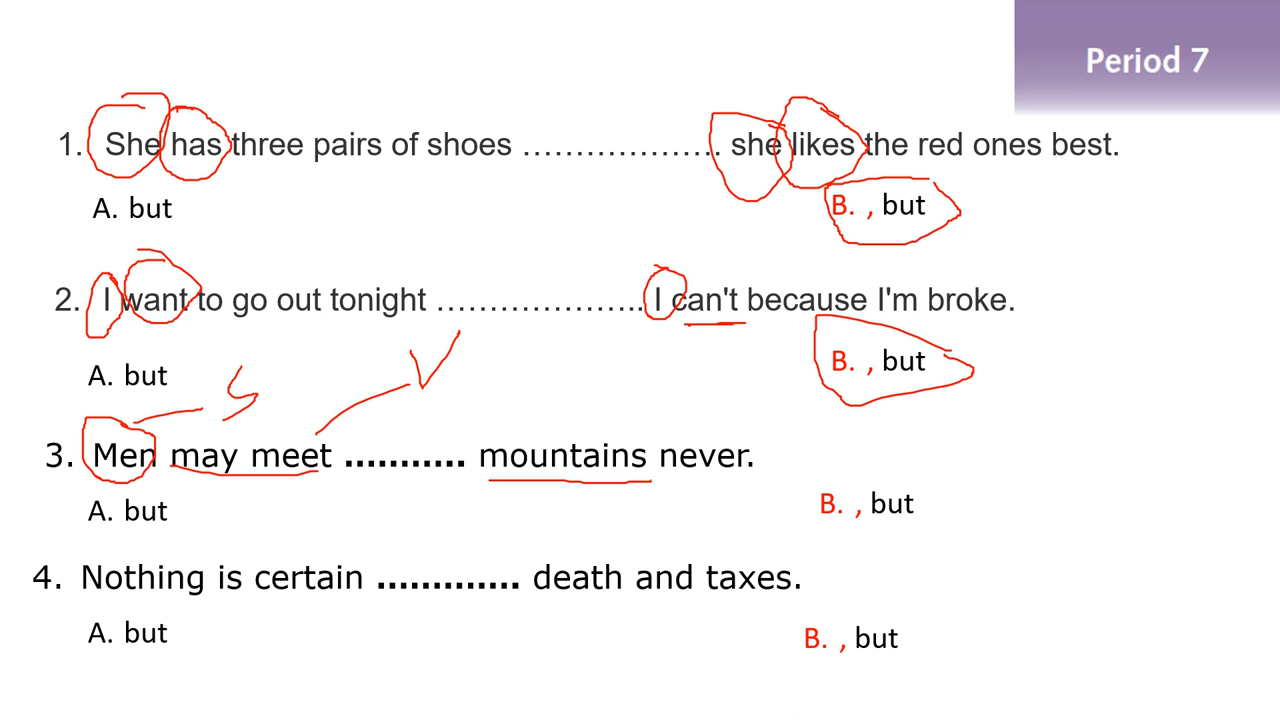 Period 7
1. She has three pairs of shoes ………………. she likes the red ones best.
A. but B. , but
2. I want to go out tonight ……………….. I can't because I'm broke.
A. but B. , but
S V
3. Men may meet ........... mountains never.
A. but B. , but
4. Nothing is certain ............. death and taxes.
A. but B. , but